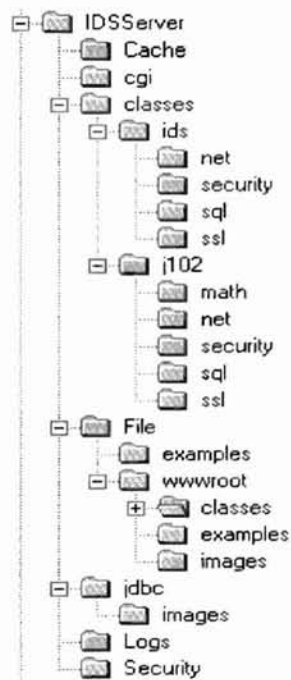 IDSServer
Cache
cgi
classes
ids
net
security
sql
ssl
j102
math
net
security
sql
ssl
File
examples
wwwroot
classes
examples
images
jdbc
images
Logs
Security